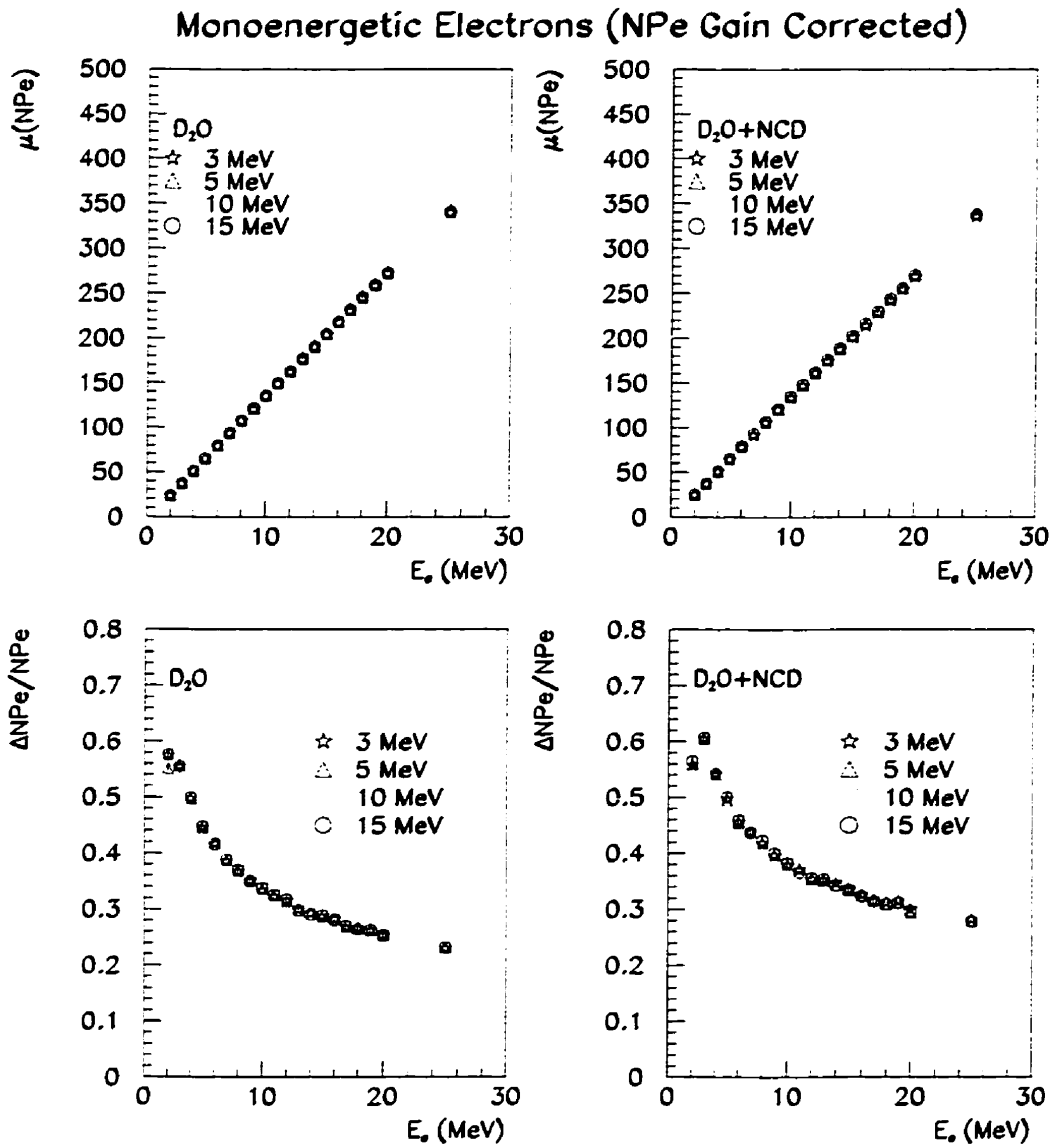 Monoenergetic Electrons (NPe Gain Corrected)
μ(NPe)
500
450
400
350
300
250
200
150
100
50
0
D₂O
3 MeV
5 MeV
10 MeV
15 MeV
0 10 20 30
Eₑ (MeV)
μ(NPe)
500
450
400
350
300
250
200
150
100
50
0
D₂O+NCD
3 MeV
5 MeV
10 MeV
15 MeV
0 10 20 30
Eₑ (MeV)
ΔNPe/NPe
0.8
0.7
0.6
0.5
0.4
0.3
0.2
0.1
0
D₂O
3 MeV
5 MeV
10 MeV
15 MeV
0 10 20 30
Eₑ (MeV)
ΔNPe/NPe
0.8
0.7
0.6
0.5
0.4
0.3
0.2
0.1
0
D₂O+NCD
3 MeV
5 MeV
10 MeV
15 MeV
0 10 20 30
Eₑ (MeV)